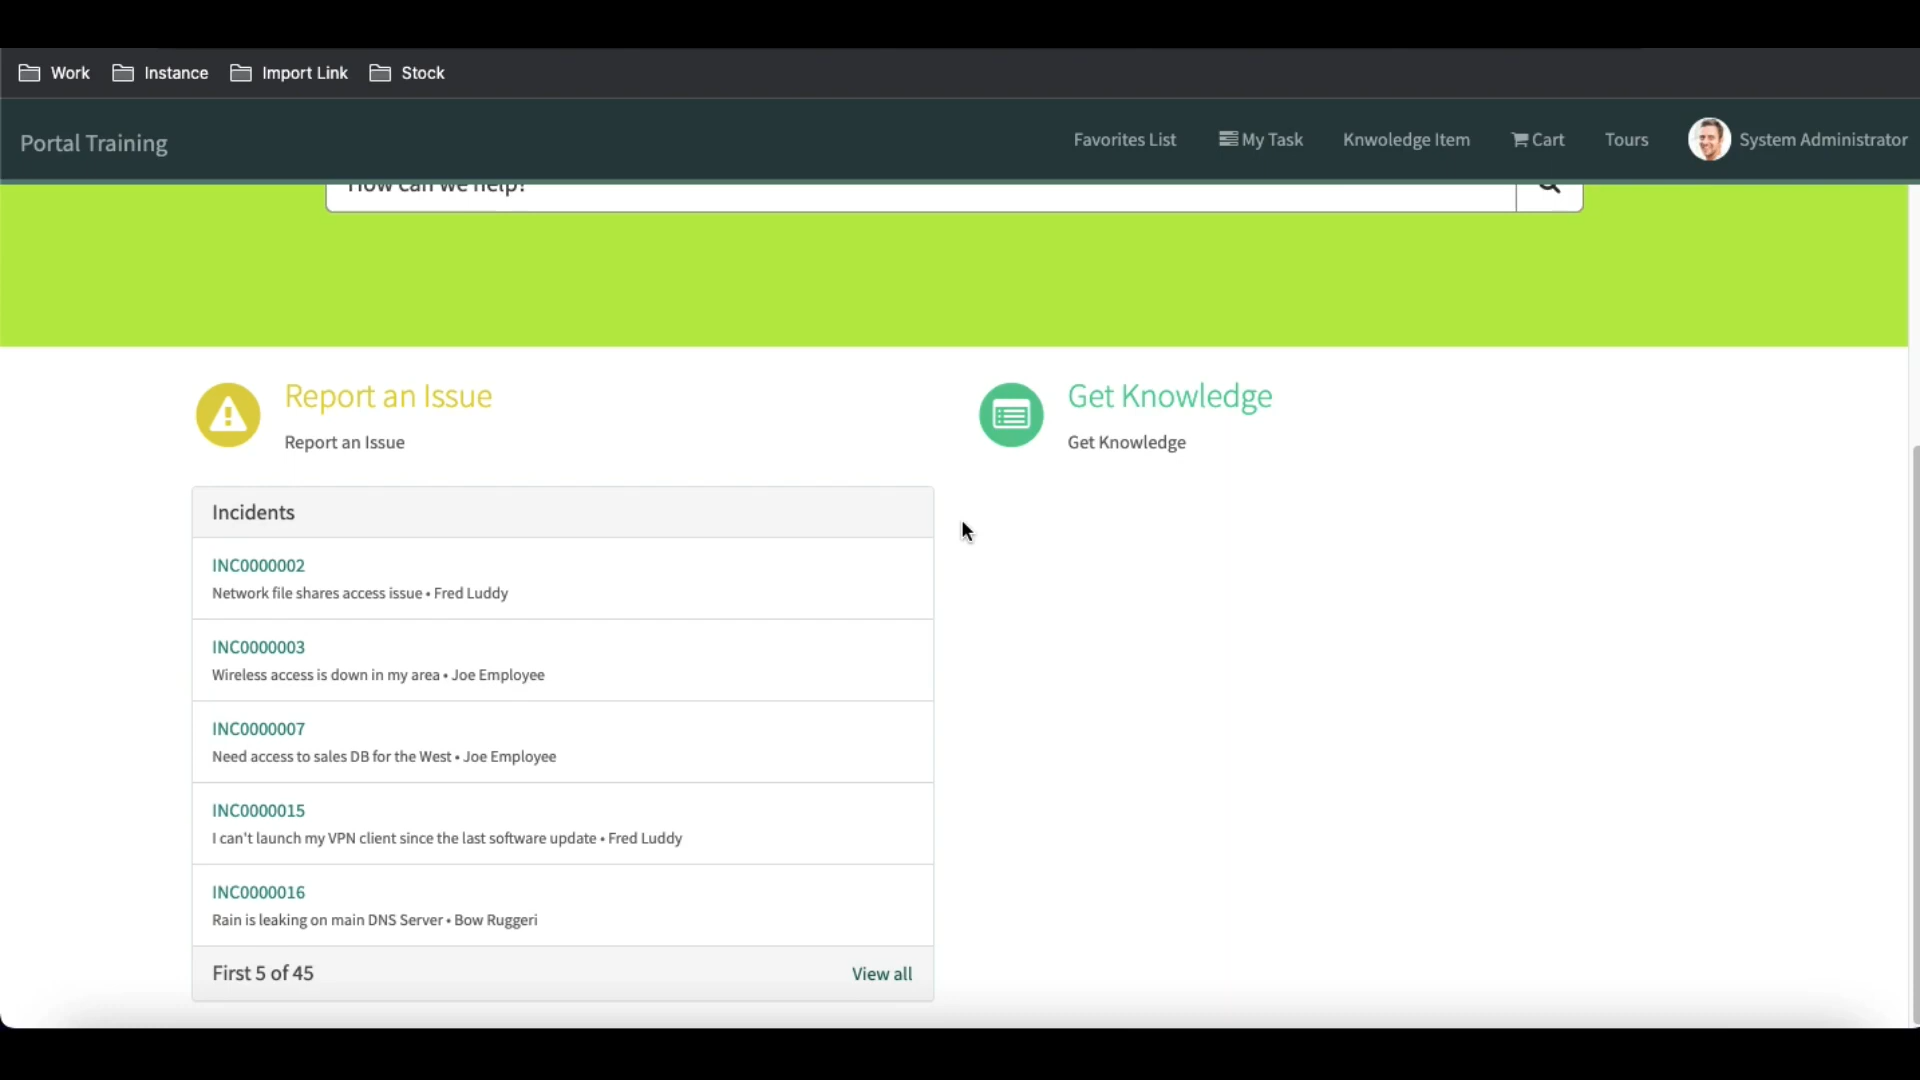 Work Instance Import Link Stock
Portal Training Favorites List My Task Knwoledge Item Cart Tours System Administrator
How can we help?
Report an Issue
Report an Issue
Get Knowledge
Get Knowledge
Incidents
INC0000002
Network file shares access issue • Fred Luddy
INC0000003
Wireless access is down in my area • Joe Employee
INC0000007
Need access to sales DB for the West • Joe Employee
INC0000015
I can't launch my VPN client since the last software update • Fred Luddy
INC0000016
Rain is leaking on main DNS Server • Bow Ruggeri
First 5 of 45 View all